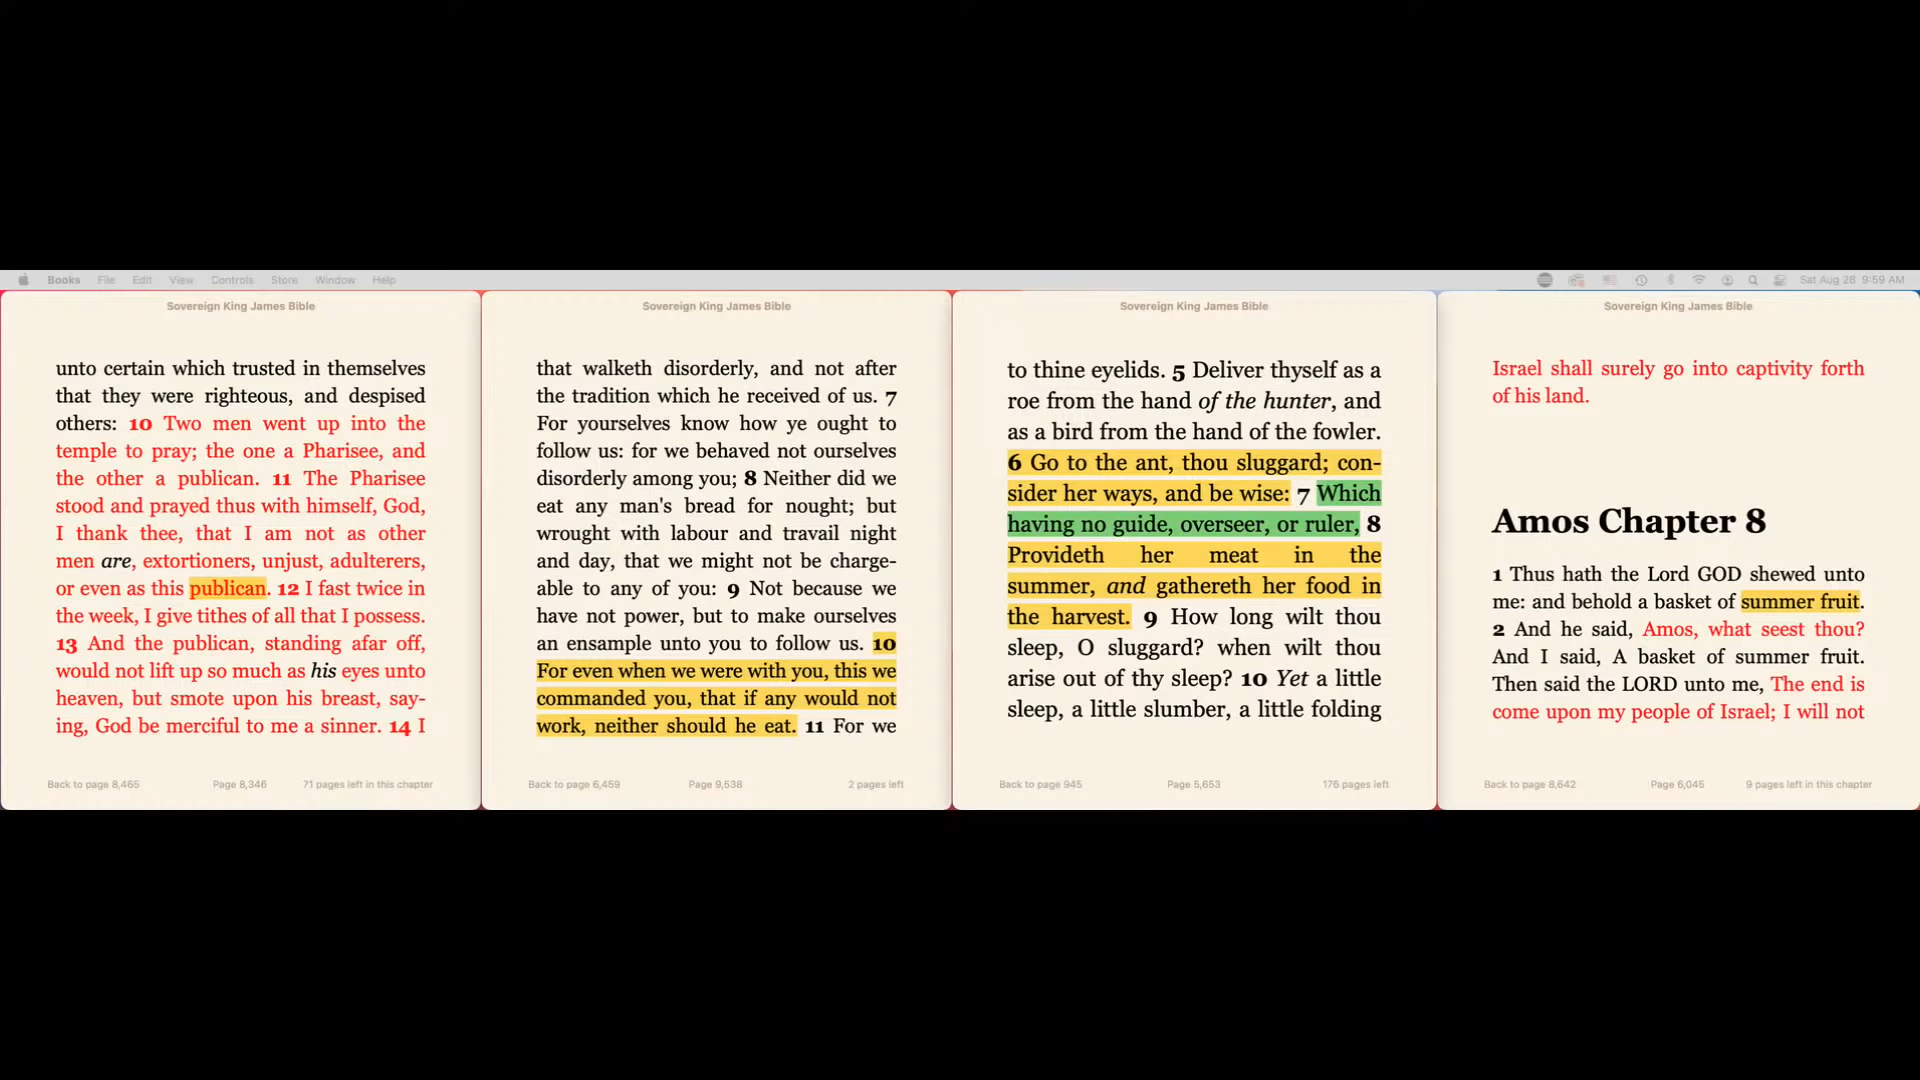 Books File Edit View Controls Store Window Help Sat Aug 28 9:59 AM
Sovereign King James Bible
unto certain which trusted in themselves
that they were righteous, and despised
others: 10 Two men went up into the
temple to pray; the one a Pharisee, and
the other a publican. 11 The Pharisee
stood and prayed thus with himself, God,
I thank thee, that I am not as other
men are, extortioners, unjust, adulterers,
or even as this publican. 12 I fast twice in
the week, I give tithes of all that I possess.
13 And the publican, standing afar off,
would not lift up so much as his eyes unto
heaven, but smote upon his breast, say-
ing, God be merciful to me a sinner. 14 I
Back to page 8,465 Page 8,346 71 pages left in this chapter
Sovereign King James Bible
that walketh disorderly, and not after
the tradition which he received of us. 7
For yourselves know how ye ought to
follow us: for we behaved not ourselves
disorderly among you; 8 Neither did we
eat any man's bread for nought; but
wrought with labour and travail night
and day, that we might not be charge-
able to any of you: 9 Not because we
have not power, but to make ourselves
an ensample unto you to follow us. 10
For even when we were with you, this we
commanded you, that if any would not
work, neither should he eat. 11 For we
Back to page 6,459 Page 9,538 2 pages left
Sovereign King James Bible
to thine eyelids. 5 Deliver thyself as a
roe from the hand of the hunter, and
as a bird from the hand of the fowler.
6 Go to the ant, thou sluggard; con-
sider her ways, and be wise: 7 Which
having no guide, overseer, or ruler, 8
Provideth her meat in the
summer, and gathereth her food in
the harvest. 9 How long wilt thou
sleep, O sluggard? when wilt thou
arise out of thy sleep? 10 Yet a little
sleep, a little slumber, a little folding
Back to page 945 Page 5,653 176 pages left
Sovereign King James Bible
Israel shall surely go into captivity forth
of his land.
Amos Chapter 8
1 Thus hath the Lord GOD shewed unto
me: and behold a basket of summer fruit.
2 And he said, Amos, what seest thou?
And I said, A basket of summer fruit.
Then said the LORD unto me, The end is
come upon my people of Israel; I will not
Back to page 8,642 Page 6,045 9 pages left in this chapter